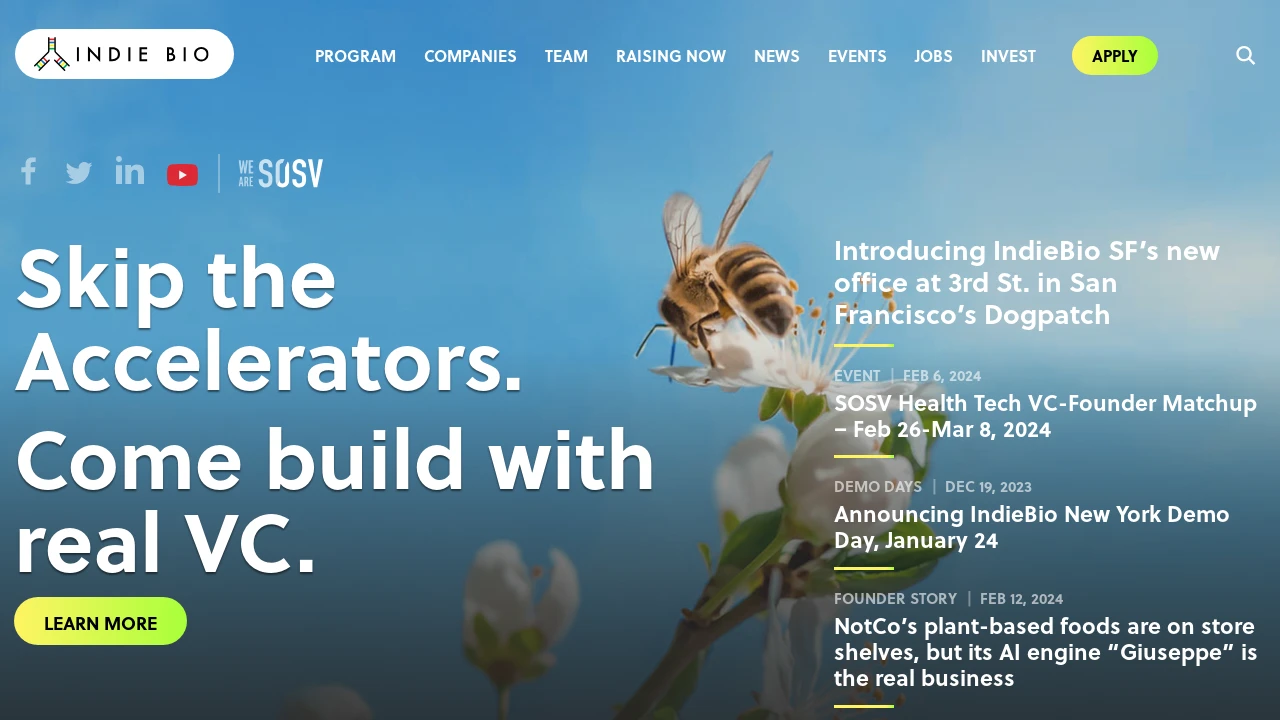 INDIE BIO
PROGRAM COMPANIES TEAM RAISING NOW NEWS EVENTS JOBS INVEST APPLY
WE ARE SOSV
Skip the
Accelerators.
Come build with
real VC.
LEARN MORE
Introducing IndieBio SF’s new
office at 3rd St. in San
Francisco’s Dogpatch
EVENT | FEB 6, 2024
SOSV Health Tech VC-Founder Matchup
– Feb 26-Mar 8, 2024
DEMO DAYS | DEC 19, 2023
Announcing IndieBio New York Demo
Day, January 24
FOUNDER STORY | FEB 12, 2024
NotCo’s plant-based foods are on store
shelves, but its AI engine “Giuseppe” is
the real business